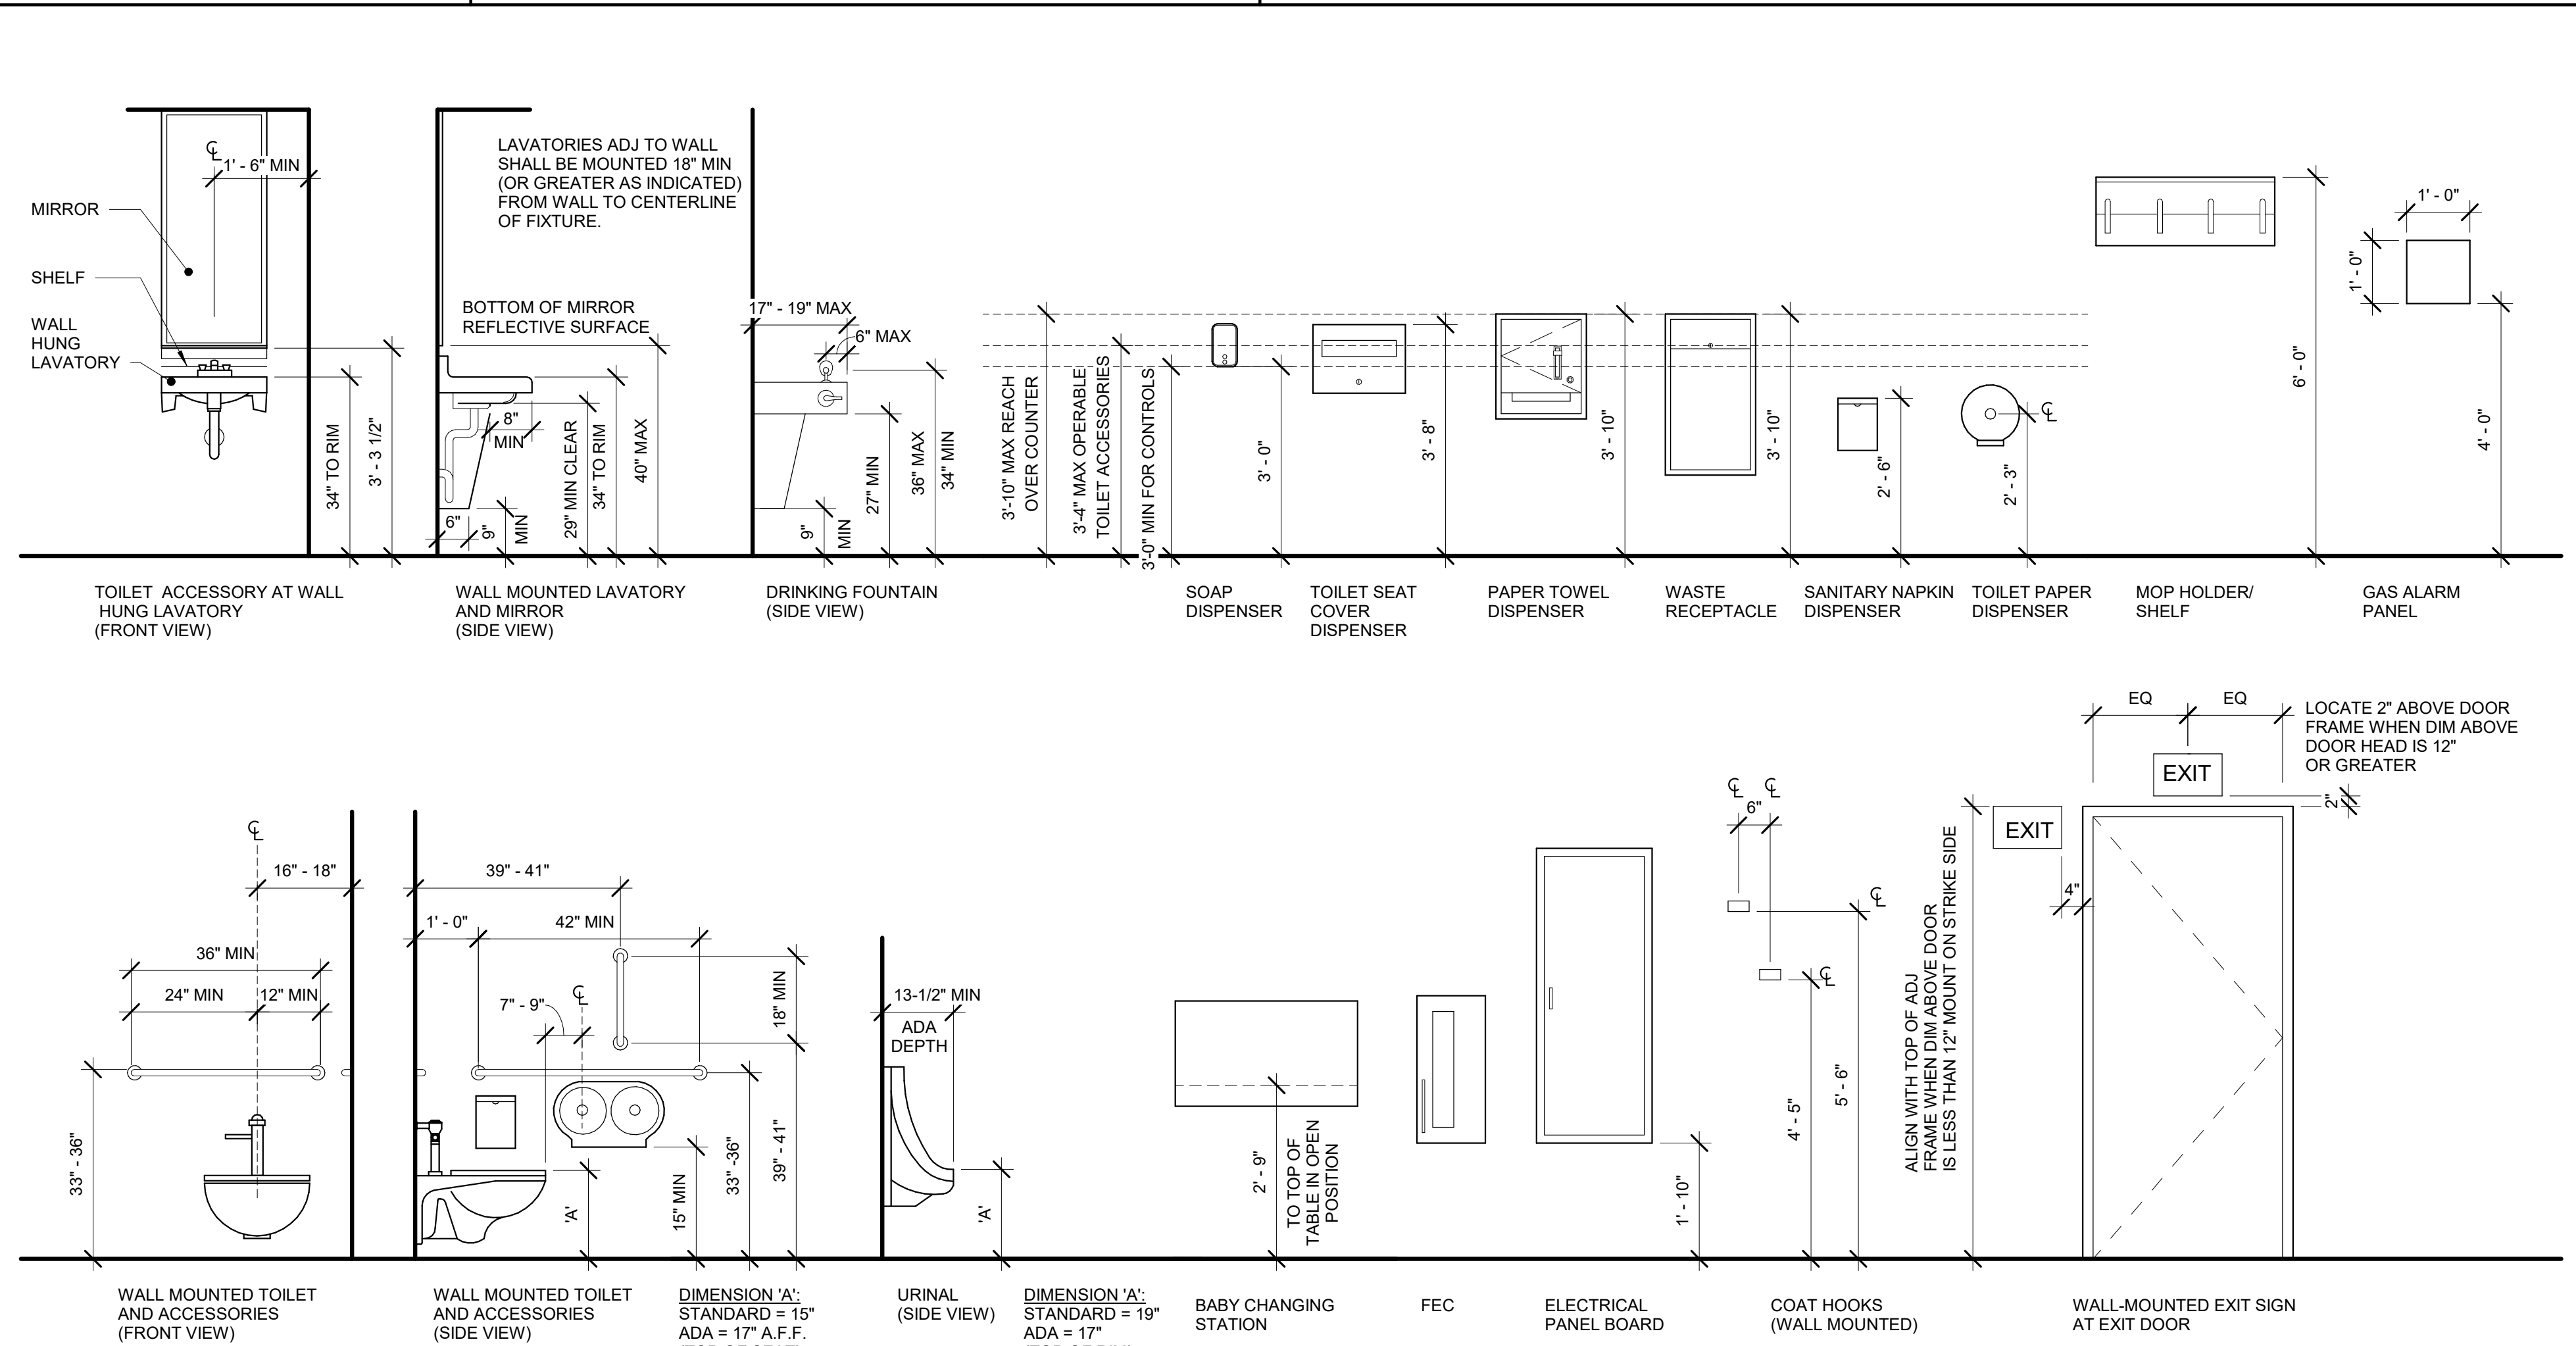 ℄
1' - 6" MIN
MIRROR
SHELF
WALL
HUNG
LAVATORY
34" TO RIM
3' - 3 1/2"
LAVATORIES ADJ TO WALL
SHALL BE MOUNTED 18" MIN
(OR GREATER AS INDICATED)
FROM WALL TO CENTERLINE
OF FIXTURE.
BOTTOM OF MIRROR
REFLECTIVE SURFACE
8"
MIN
6"
9"
MIN
29" MIN CLEAR
34" TO RIM
40" MAX
17" - 19" MAX
6" MAX
9"
MIN
27" MIN
36" MAX
34" MIN
3'-10" MAX REACH
OVER COUNTER
3'-4" MAX OPERABLE
TOILET ACCESSORIES
3'-0" MIN FOR CONTROLS
3' - 0"
3' - 8"
3' - 10"
3' - 10"
2' - 6"
2' - 3"
℄
6' - 0"
1' - 0"
1' - 0"
4' - 0"
TOILET ACCESSORY AT WALL
HUNG LAVATORY
(FRONT VIEW)
WALL MOUNTED LAVATORY
AND MIRROR
(SIDE VIEW)
DRINKING FOUNTAIN
(SIDE VIEW)
SOAP
DISPENSER
TOILET SEAT
COVER
DISPENSER
PAPER TOWEL
DISPENSER
WASTE
RECEPTACLE
SANITARY NAPKIN
DISPENSER
TOILET PAPER
DISPENSER
MOP HOLDER/
SHELF
GAS ALARM
PANEL
℄
16" - 18"
36" MIN
24" MIN
12" MIN
33" - 36"
39" - 41"
1' - 0"
42" MIN
7" - 9"
℄
18" MIN
'A'
15" MIN
33" -36"
39" - 41"
13-1/2" MIN
ADA
DEPTH
'A'
2' - 9"
TO TOP OF
TABLE IN OPEN
POSITION
1' - 10"
℄
℄
6"
℄
℄
4' - 5"
5' - 6"
ALIGN WITH TOP OF ADJ
FRAME WHEN DIM ABOVE DOOR
IS LESS THAN 12" MOUNT ON STRIKE SIDE
EXIT
4"
EQ
EQ
EXIT
2"
LOCATE 2" ABOVE DOOR
FRAME WHEN DIM ABOVE
DOOR HEAD IS 12"
OR GREATER
WALL MOUNTED TOILET
AND ACCESSORIES
(FRONT VIEW)
WALL MOUNTED TOILET
AND ACCESSORIES
(SIDE VIEW)
DIMENSION 'A':
STANDARD = 15"
ADA = 17" A.F.F.
URINAL
(SIDE VIEW)
DIMENSION 'A':
STANDARD = 19"
ADA = 17"
BABY CHANGING
STATION
FEC
ELECTRICAL
PANEL BOARD
COAT HOOKS
(WALL MOUNTED)
WALL-MOUNTED EXIT SIGN
AT EXIT DOOR